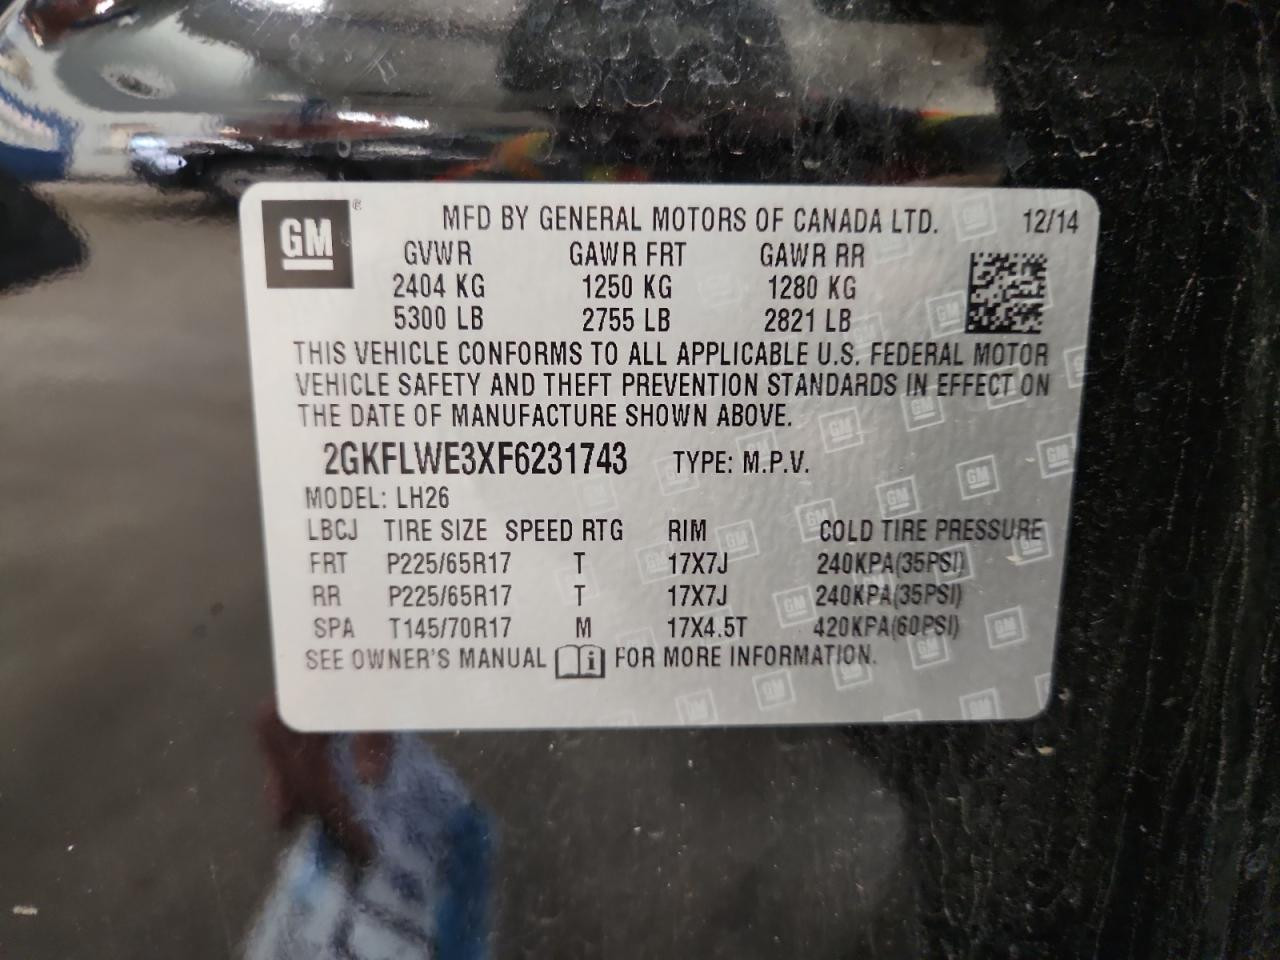 GM ® MFD BY GENERAL MOTORS OF CANADA LTD. 12/14
GVWR GAWR FRT GAWR RR
2404 KG 1250 KG 1280 KG
5300 LB 2755 LB 2821 LB
THIS VEHICLE CONFORMS TO ALL APPLICABLE U.S. FEDERAL MOTOR
VEHICLE SAFETY AND THEFT PREVENTION STANDARDS IN EFFECT ON
THE DATE OF MANUFACTURE SHOWN ABOVE.
2GKFLWE3XF6231743 TYPE: M.P.V.
MODEL: LH26
LBCJ TIRE SIZE SPEED RTG RIM COLD TIRE PRESSURE
FRT P225/65R17 T 17X7J 240KPA(35PSI)
RR P225/65R17 T 17X7J 240KPA(35PSI)
SPA T145/70R17 M 17X4.5T 420KPA(60PSI)
SEE OWNER'S MANUAL i FOR MORE INFORMATION.